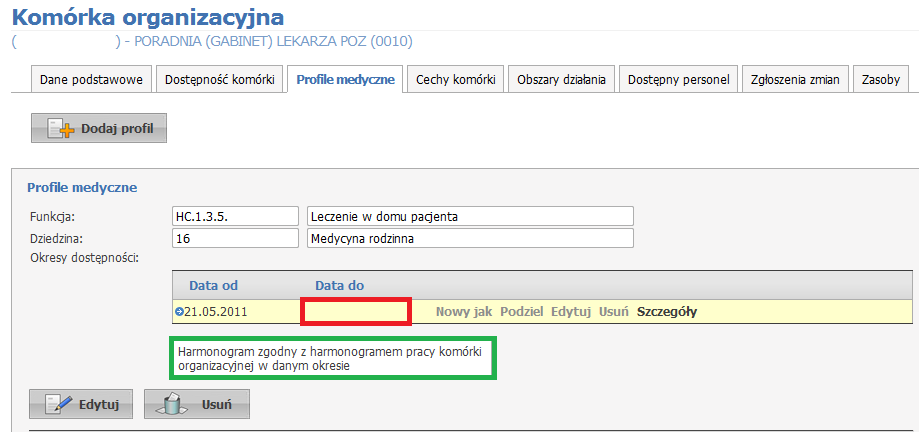 Komórka organizacyjna
( ) - PORADNIA (GABINET) LEKARZA POZ (0010)
Dane podstawowe Dostępność komórki Profile medyczne Cechy komórki Obszary działania Dostępny personel Zgłoszenia zmian Zasoby
Dodaj profil
Profile medyczne
Funkcja: HC.1.3.5. Leczenie w domu pacjenta
Dziedzina: 16 Medycyna rodzinna
Okresy dostępności:
Data od Data do
21.05.2011 Nowy jak Podziel Edytuj Usuń Szczegóły
Harmonogram zgodny z harmonogramem pracy komórki
organizacyjnej w danym okresie
Edytuj Usuń